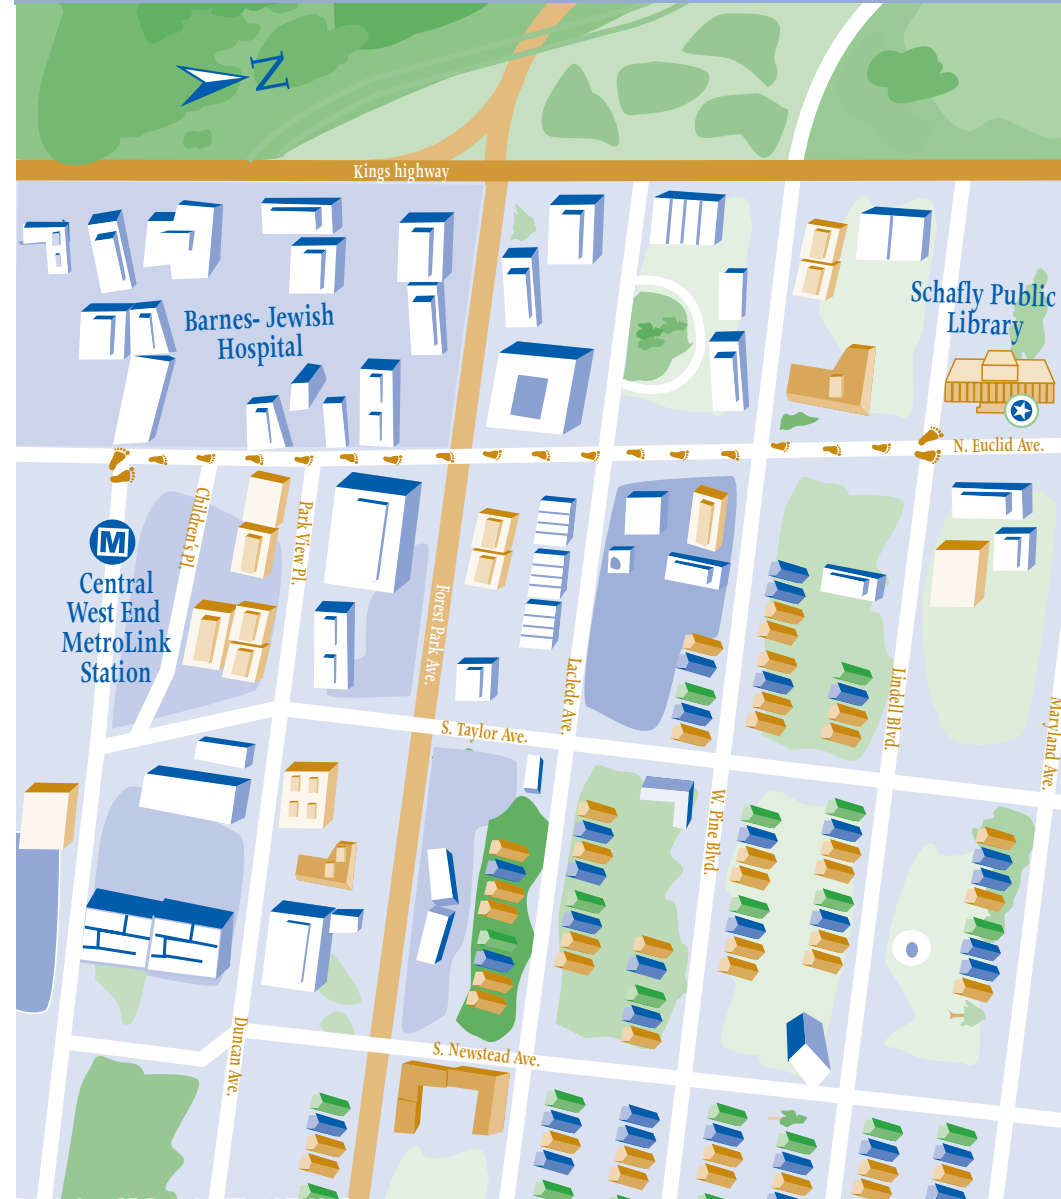 N
Kings highway
Schafly Public
Library
Barnes- Jewish
Hospital
N. Euclid Ave.
Children's Pl.
Park View Pl.
M
Central
West End
MetroLink
Station
Forest Park Ave.
Laclede Ave.
Lindell Blvd.
Maryland Ave.
S. Taylor Ave.
W. Pine Blvd.
Duncan Ave.
S. Newstead Ave.